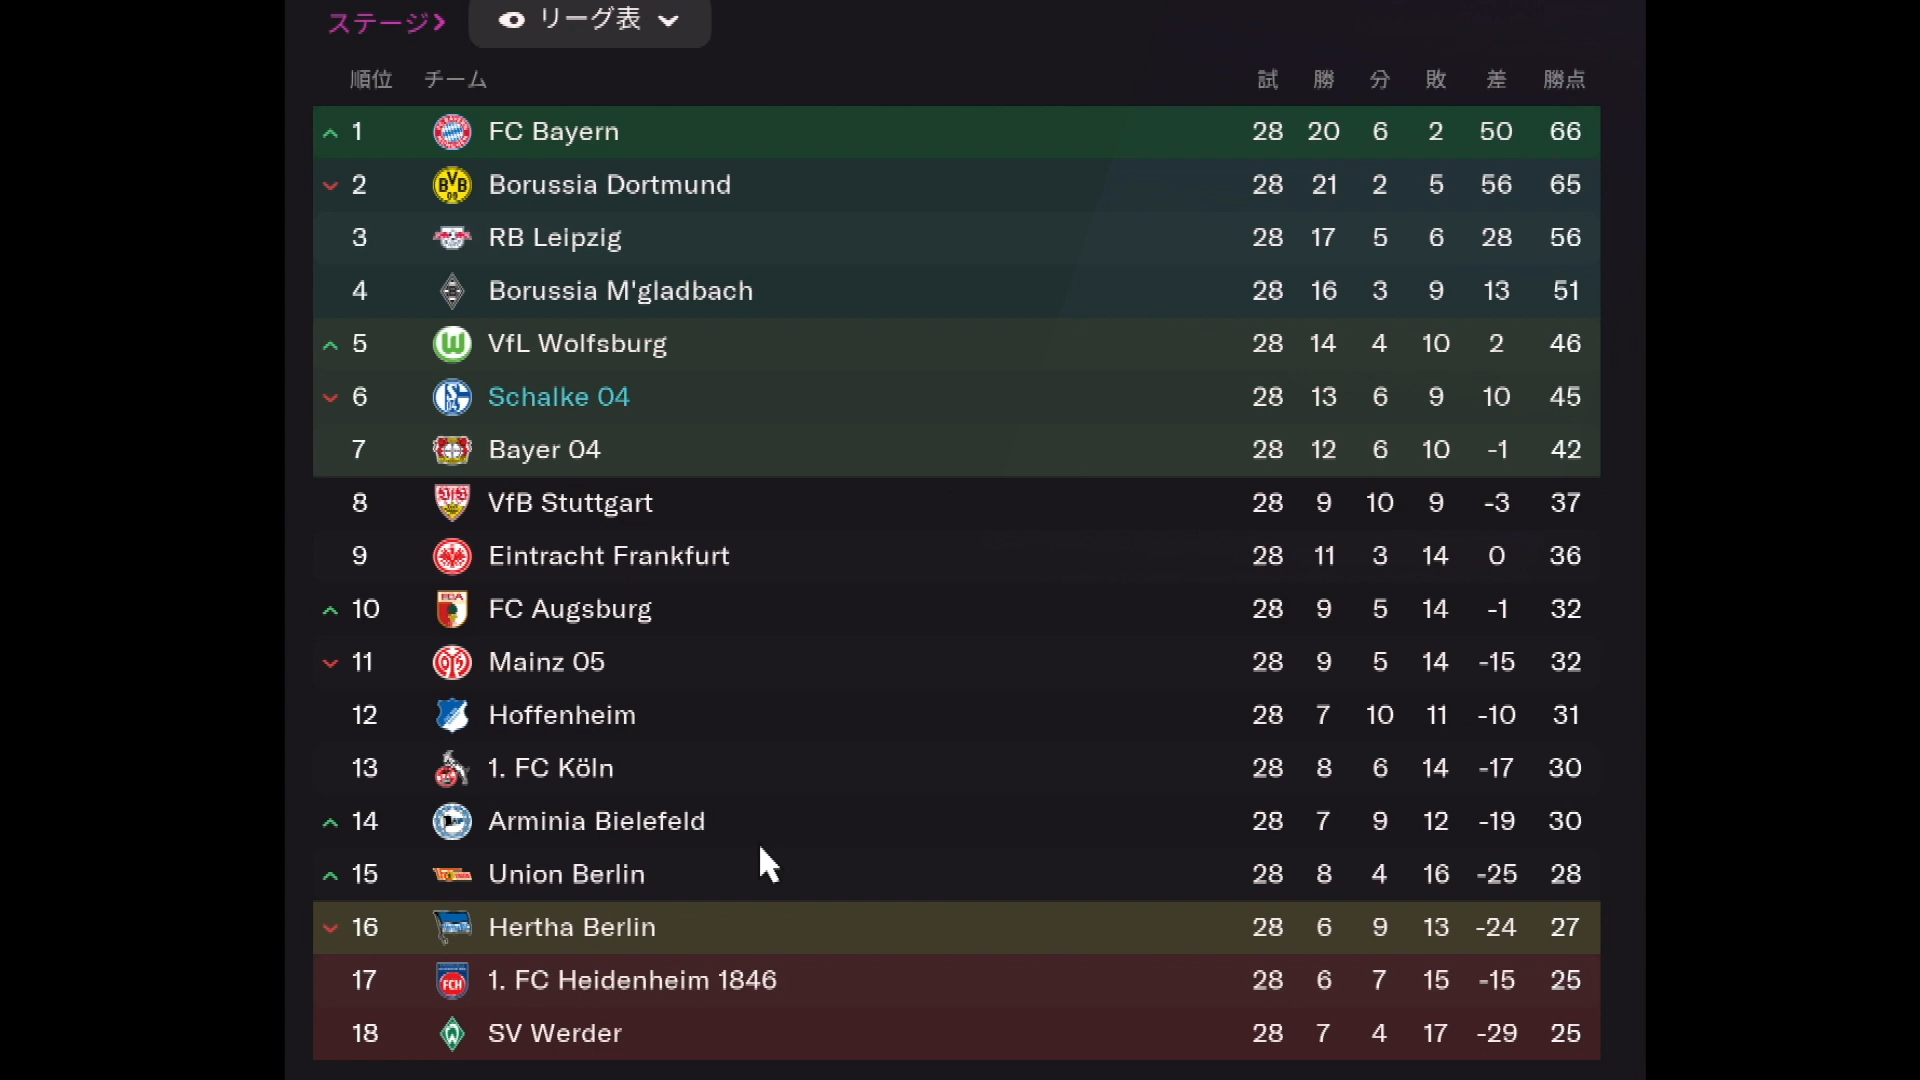 ステージ リーグ表
順位 チーム 試 勝 分 敗 差 勝点
1 FC Bayern 28 20 6 2 50 66
2 Borussia Dortmund 28 21 2 5 56 65
3 RB Leipzig 28 17 5 6 28 56
4 Borussia M'gladbach 28 16 3 9 13 51
5 VfL Wolfsburg 28 14 4 10 2 46
6 Schalke 04 28 13 6 9 10 45
7 Bayer 04 28 12 6 10 -1 42
8 VfB Stuttgart 28 9 10 9 -3 37
9 Eintracht Frankfurt 28 11 3 14 0 36
10 FC Augsburg 28 9 5 14 -1 32
11 Mainz 05 28 9 5 14 -15 32
12 Hoffenheim 28 7 10 11 -10 31
13 1. FC Köln 28 8 6 14 -17 30
14 Arminia Bielefeld 28 7 9 12 -19 30
15 Union Berlin 28 8 4 16 -25 28
16 Hertha Berlin 28 6 9 13 -24 27
17 1. FC Heidenheim 1846 28 6 7 15 -15 25
18 SV Werder 28 7 4 17 -29 25